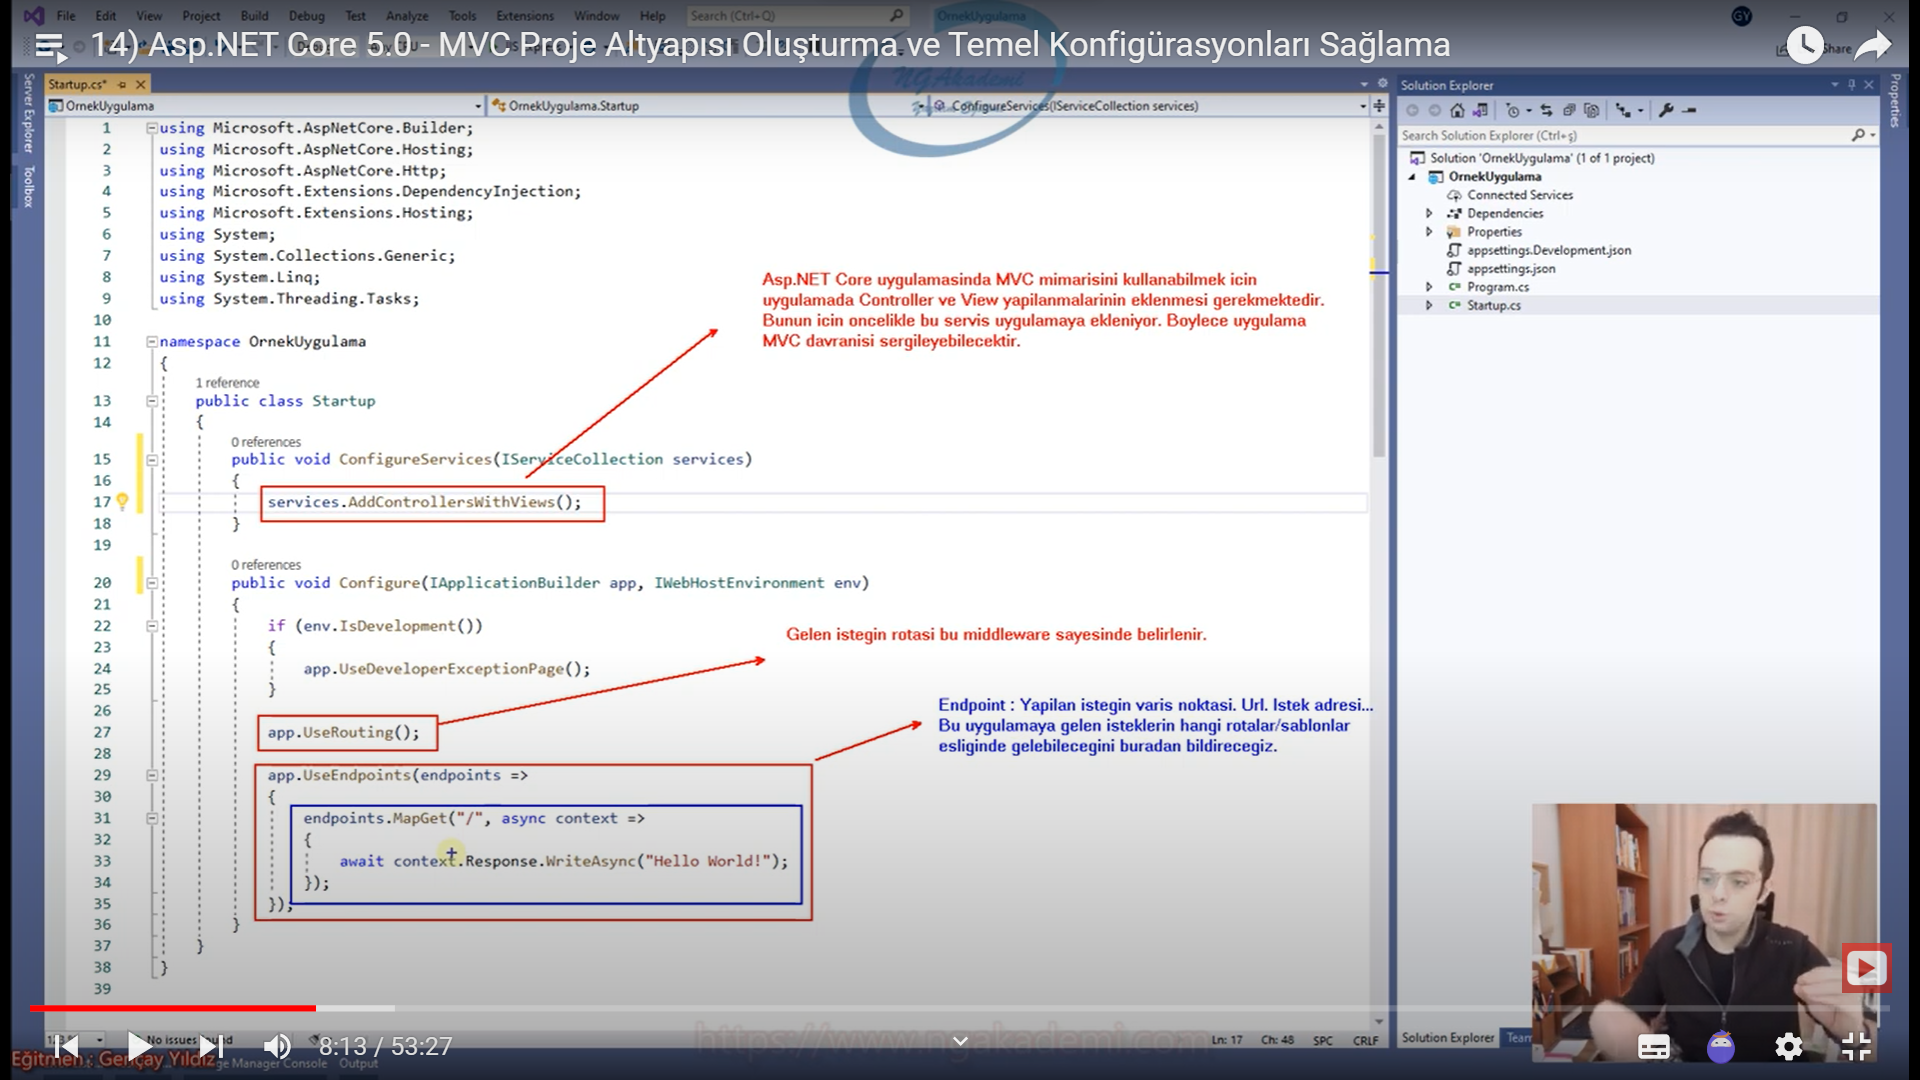 File Edit View Project Build Debug Test Analyze Tools Extensions Window Help Search (Ctrl+Q) OrnekUygulama GY
14) Asp.NET Core 5.0 - MVC Proje Altyapısı Oluşturma ve Temel Konfigürasyonları Sağlama
Share
Server Explorer
Toolbox
Startup.cs*
OrnekUygulama
OrnekUygulama.Startup
ConfigureServices(IServiceCollection services)
NGAkademi
1 using Microsoft.AspNetCore.Builder;
2 using Microsoft.AspNetCore.Hosting;
3 using Microsoft.AspNetCore.Http;
4 using Microsoft.Extensions.DependencyInjection;
5 using Microsoft.Extensions.Hosting;
6 using System;
7 using System.Collections.Generic;
8 using System.Linq;
9 using System.Threading.Tasks;
10
11 namespace OrnekUygulama
12 {
1 reference
13 public class Startup
14 {
0 references
15 public void ConfigureServices(IServiceCollection services)
16 {
17 services.AddControllersWithViews();
18 }
19
0 references
20 public void Configure(IApplicationBuilder app, IWebHostEnvironment env)
21 {
22 if (env.IsDevelopment())
23 {
24 app.UseDeveloperExceptionPage();
25 }
26
27 app.UseRouting();
28
29 app.UseEndpoints(endpoints =>
30 {
31 endpoints.MapGet("/", async context =>
32 {
33 await context.Response.WriteAsync("Hello World!");
34 });
35 });
36 }
37 }
38 }
39
Asp.NET Core uygulamasinda MVC mimarisini kullanabilmek icin
uygulamada Controller ve View yapilanmalarinin eklenmesi gerekmektedir.
Bunun icin oncelikle bu servis uygulamaya ekleniyor. Boylece uygulama
MVC davranisi sergileyebilecektir.
Gelen istegin rotasi bu middleware sayesinde belirlenir.
Endpoint : Yapilan istegin varis noktasi. Url. Istek adresi...
Bu uygulamaya gelen isteklerin hangi rotalar/sablonlar
esliginde gelebilecegini buradan bildirecegiz.
Solution Explorer
Search Solution Explorer (Ctrl+ş)
Solution 'OrnekUygulama' (1 of 1 project)
OrnekUygulama
Connected Services
Dependencies
Properties
appsettings.Development.json
appsettings.json
Program.cs
Startup.cs
Properties
https://www.ngakademi.com
No issues found
Ln: 17 Ch: 48 SPC CRLF
Solution Explorer Team
8:13 / 53:27
Eğitmen : Gençay Yıldız
Manager Console Output